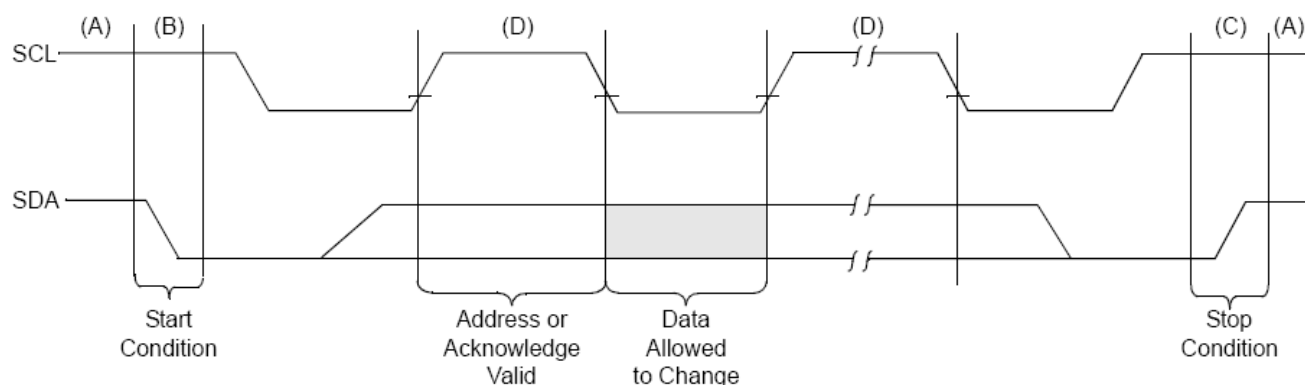 (A) (B) (D) (D) (C) (A)
SCL
SDA
Start
Condition
Address or
Acknowledge
Valid
Data
Allowed
to Change
Stop
Condition